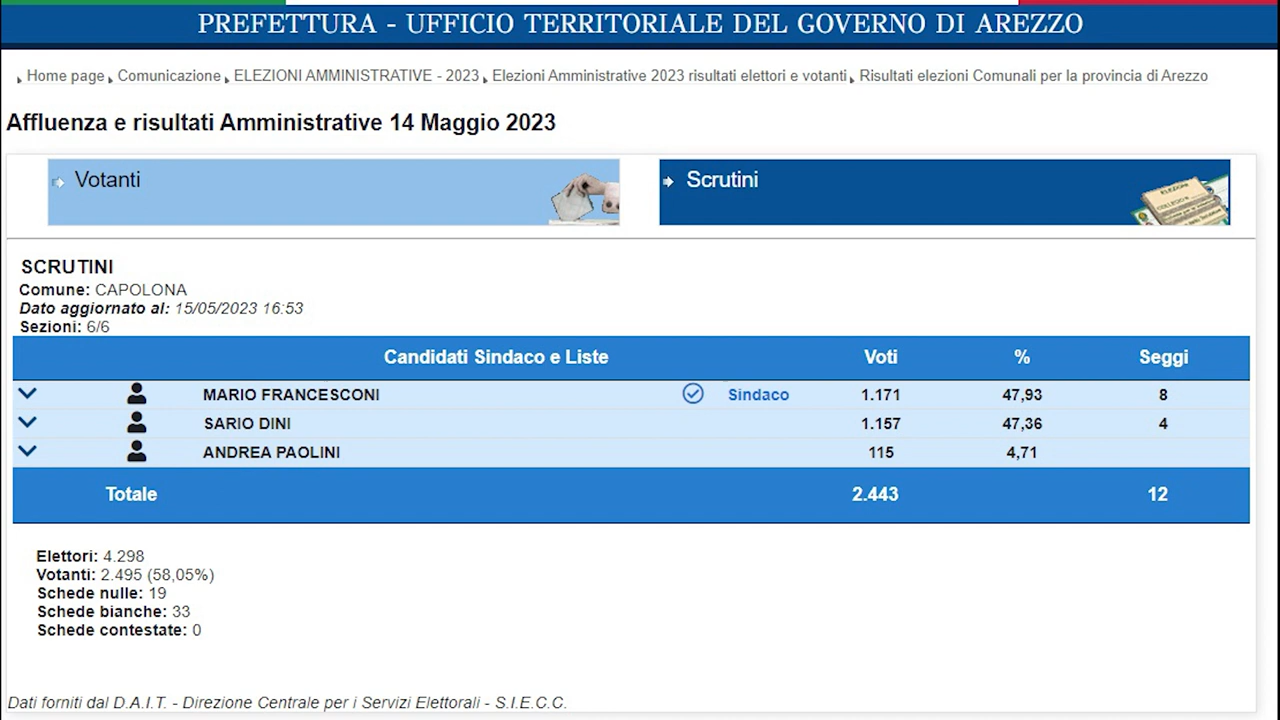 PREFETTURA - UFFICIO TERRITORIALE DEL GOVERNO DI AREZZO
Home page Comunicazione ELEZIONI AMMINISTRATIVE - 2023 Elezioni Amministrative 2023 risultati elettori e votanti Risultati elezioni Comunali per la provincia di Arezzo
Affluenza e risultati Amministrative 14 Maggio 2023
Votanti Scrutini
ELEZIONI
SCRUTINI
Comune: CAPOLONA
Dato aggiornato al: 15/05/2023 16:53
Sezioni: 6/6
Candidati Sindaco e Liste Voti % Seggi
MARIO FRANCESCONI Sindaco 1.171 47,93 8
SARIO DINI 1.157 47,36 4
ANDREA PAOLINI 115 4,71
Totale 2.443 12
Elettori: 4.298
Votanti: 2.495 (58,05%)
Schede nulle: 19
Schede bianche: 33
Schede contestate: 0
Dati forniti dal D.A.I.T. - Direzione Centrale per i Servizi Elettorali - S.I.E.C.C.